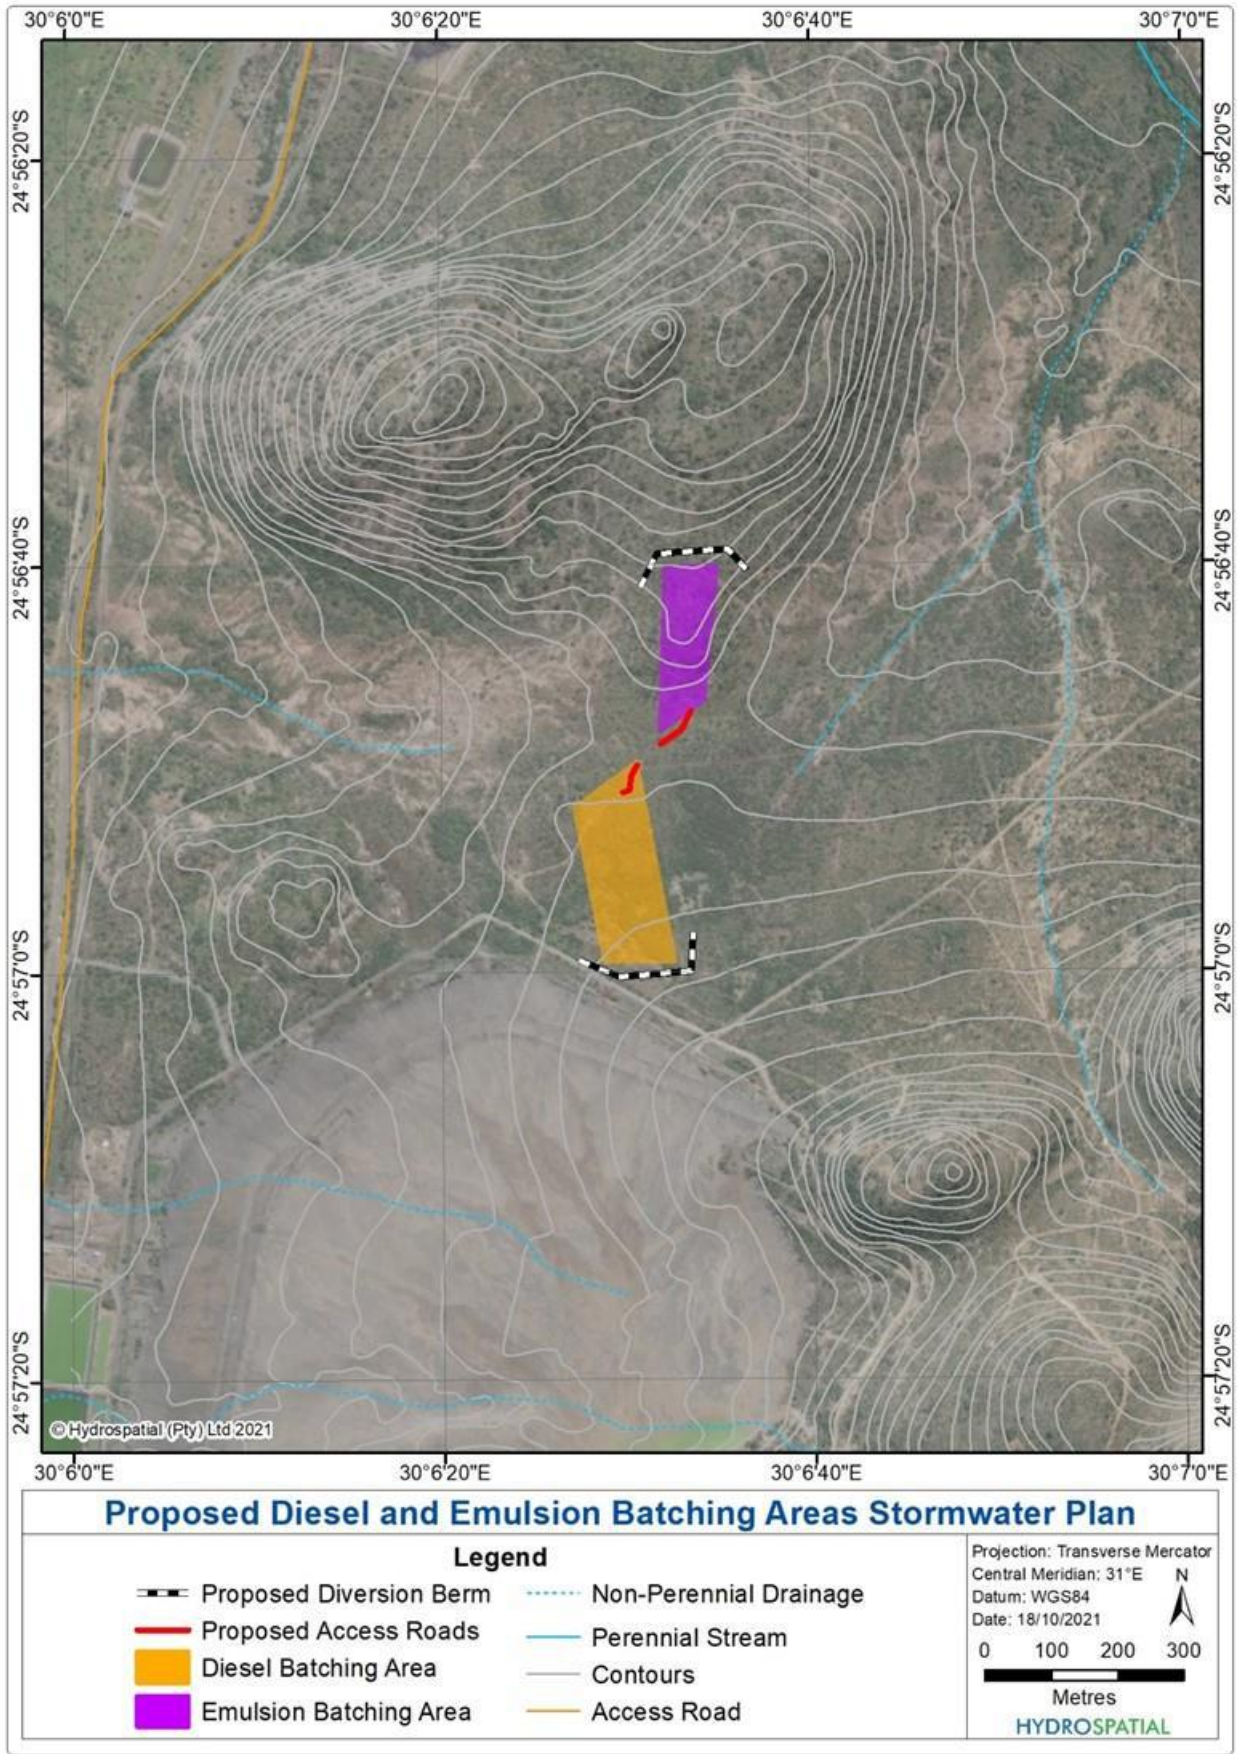 30°6'0"E 30°6'20"E 30°6'40"E 30°7'0"E
24°56'20"S 24°56'20"S
24°56'40"S 24°56'40"S
24°57'0"S 24°57'0"S
24°57'20"S 24°57'20"S
© Hydrospatial (Pty) Ltd 2021
30°6'0"E 30°6'20"E 30°6'40"E 30°7'0"E
Proposed Diesel and Emulsion Batching Areas Stormwater Plan
Legend
Proposed Diversion Berm
Proposed Access Roads
Diesel Batching Area
Emulsion Batching Area
Non-Perennial Drainage
Perennial Stream
Contours
Access Road
Projection: Transverse Mercator
Central Meridian: 31°E
Datum: WGS84
Date: 18/10/2021
N
0 100 200 300
Metres
HYDROSPATIAL